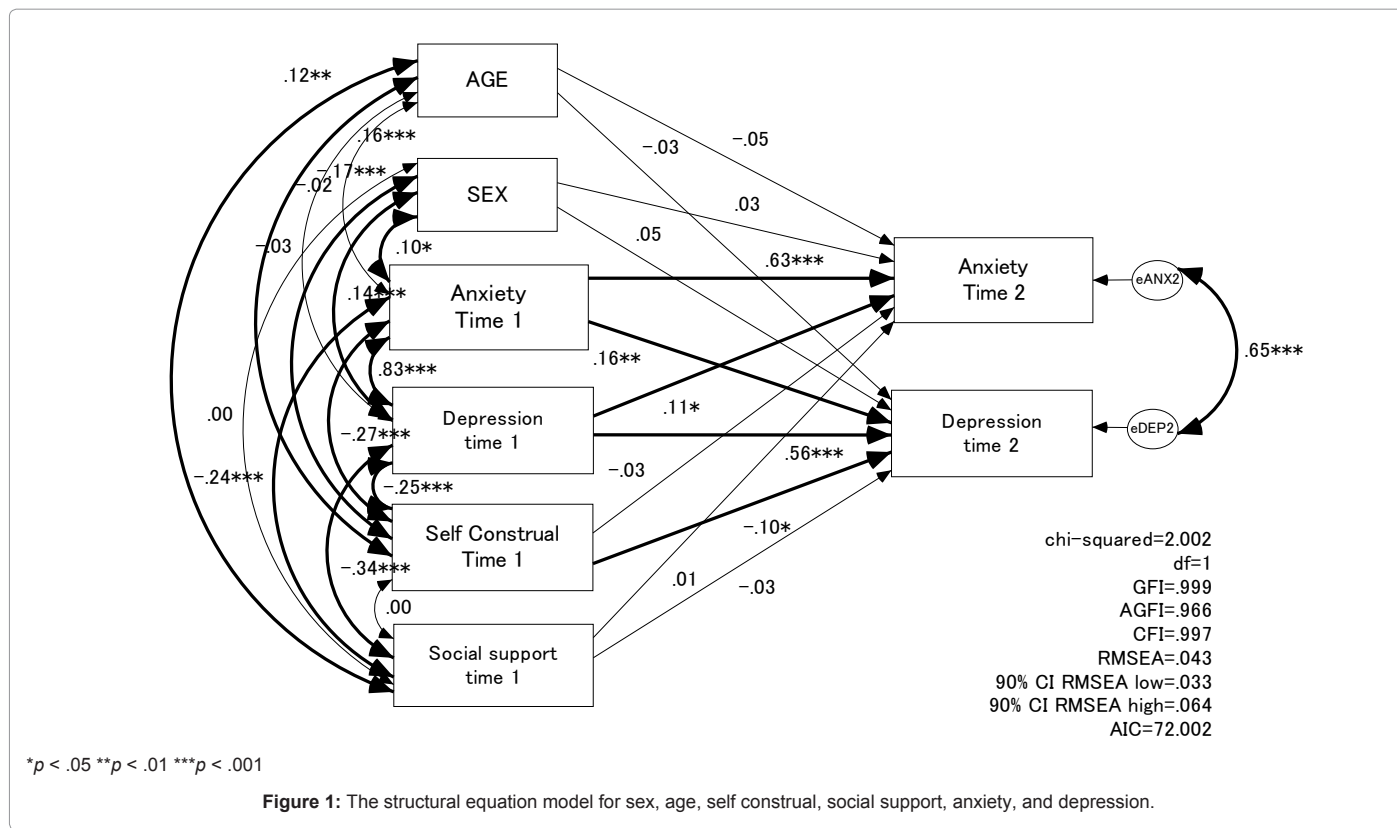 .12**
AGE
.16***
-.17***
-.02
-.05
-.03
SEX
.03
.05
-.03
.10*
.63***
Anxiety
Time 1
.14***
Anxiety
Time 2
eANX2
.83***
.16**
.65***
.00
-.27***
Depression
time 1
.11*
Depression
time 2
eDEP2
-.24***
-.25***
-.03
.56***
Self Construal
Time 1
-.10*
-.34***
.00
.01
-.03
Social support
time 1
chi-squared=2.002
df=1
GFI=.999
AGFI=.966
CFI=.997
RMSEA=.043
90% CI RMSEA low=.033
90% CI RMSEA high=.064
AIC=72.002
*p < .05 **p < .01 ***p < .001
Figure 1: The structural equation model for sex, age, self construal, social support, anxiety, and depression.